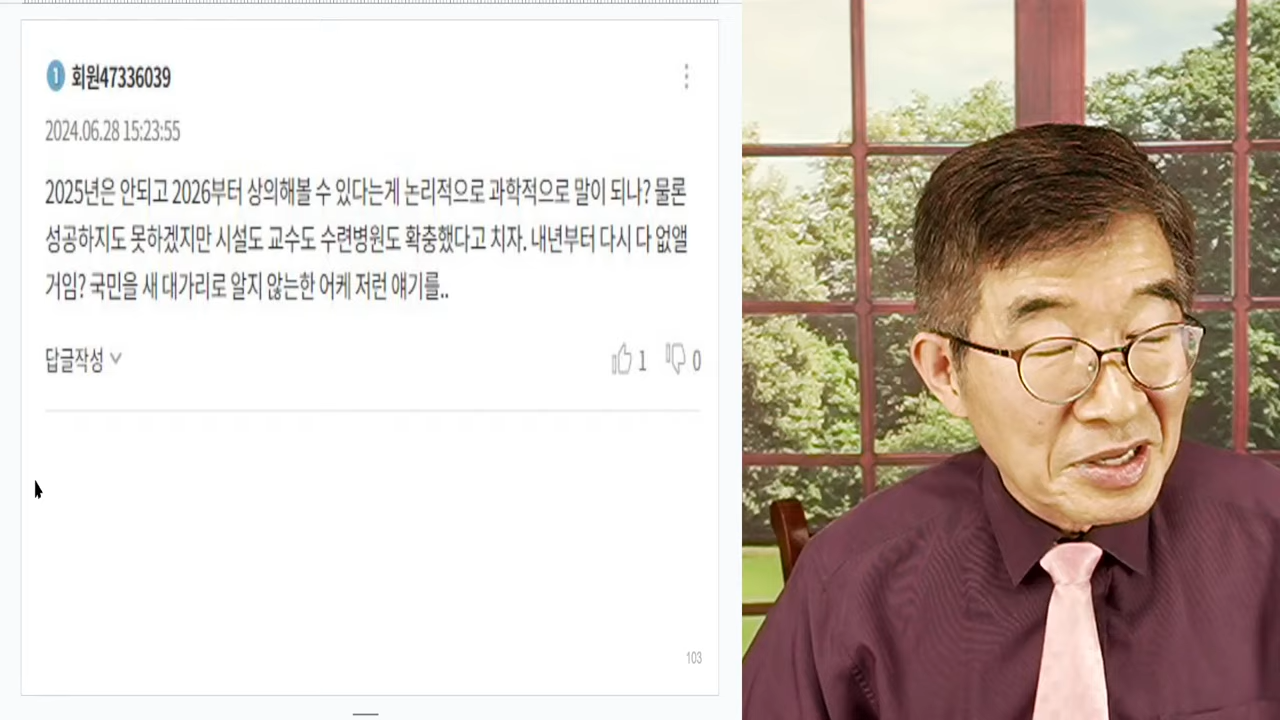 1 회원47336039
2024.06.28 15:23:55
2025년은 안되고 2026부터 상의해볼 수 있다는게 논리적으로 과학적으로 말이 되나? 물론
성공하지도 못하겠지만 시설도 교수도 수련병원도 확충했다고 치자. 내년부터 다시 다 없앨
거임? 국민을 새 대가리로 알지 않는한 어케 저런 얘기를..
답글작성
1 0
103